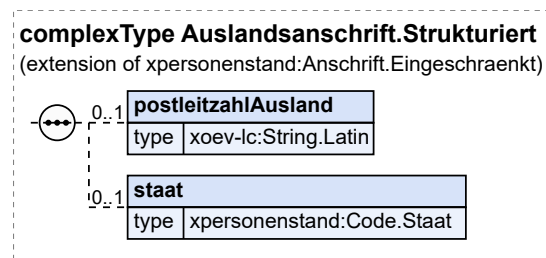 complexType Auslandsanschrift.Strukturiert
(extension of xpersonenstand:Anschrift.Eingeschraenkt)
0..1 postleitzahlAusland
type xoev-lc:String.Latin
0..1 staat
type xpersonenstand:Code.Staat